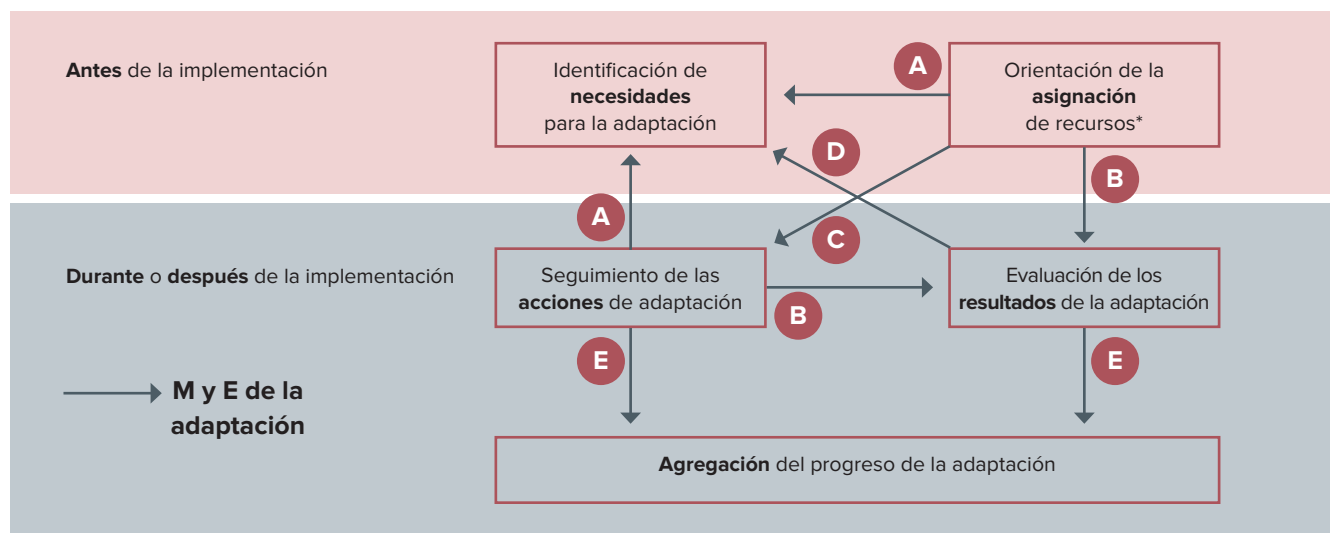 Antes de la implementación
Identificación de
necesidades
para la adaptación
A
Orientación de la
asignación
de recursos*
D
B
A
C
Durante o después de la implementación
Seguimiento de las
acciones de adaptación
B
Evaluación de los
resultados de la adaptación
E
E
M y E de la
adaptación
Agregación del progreso de la adaptación